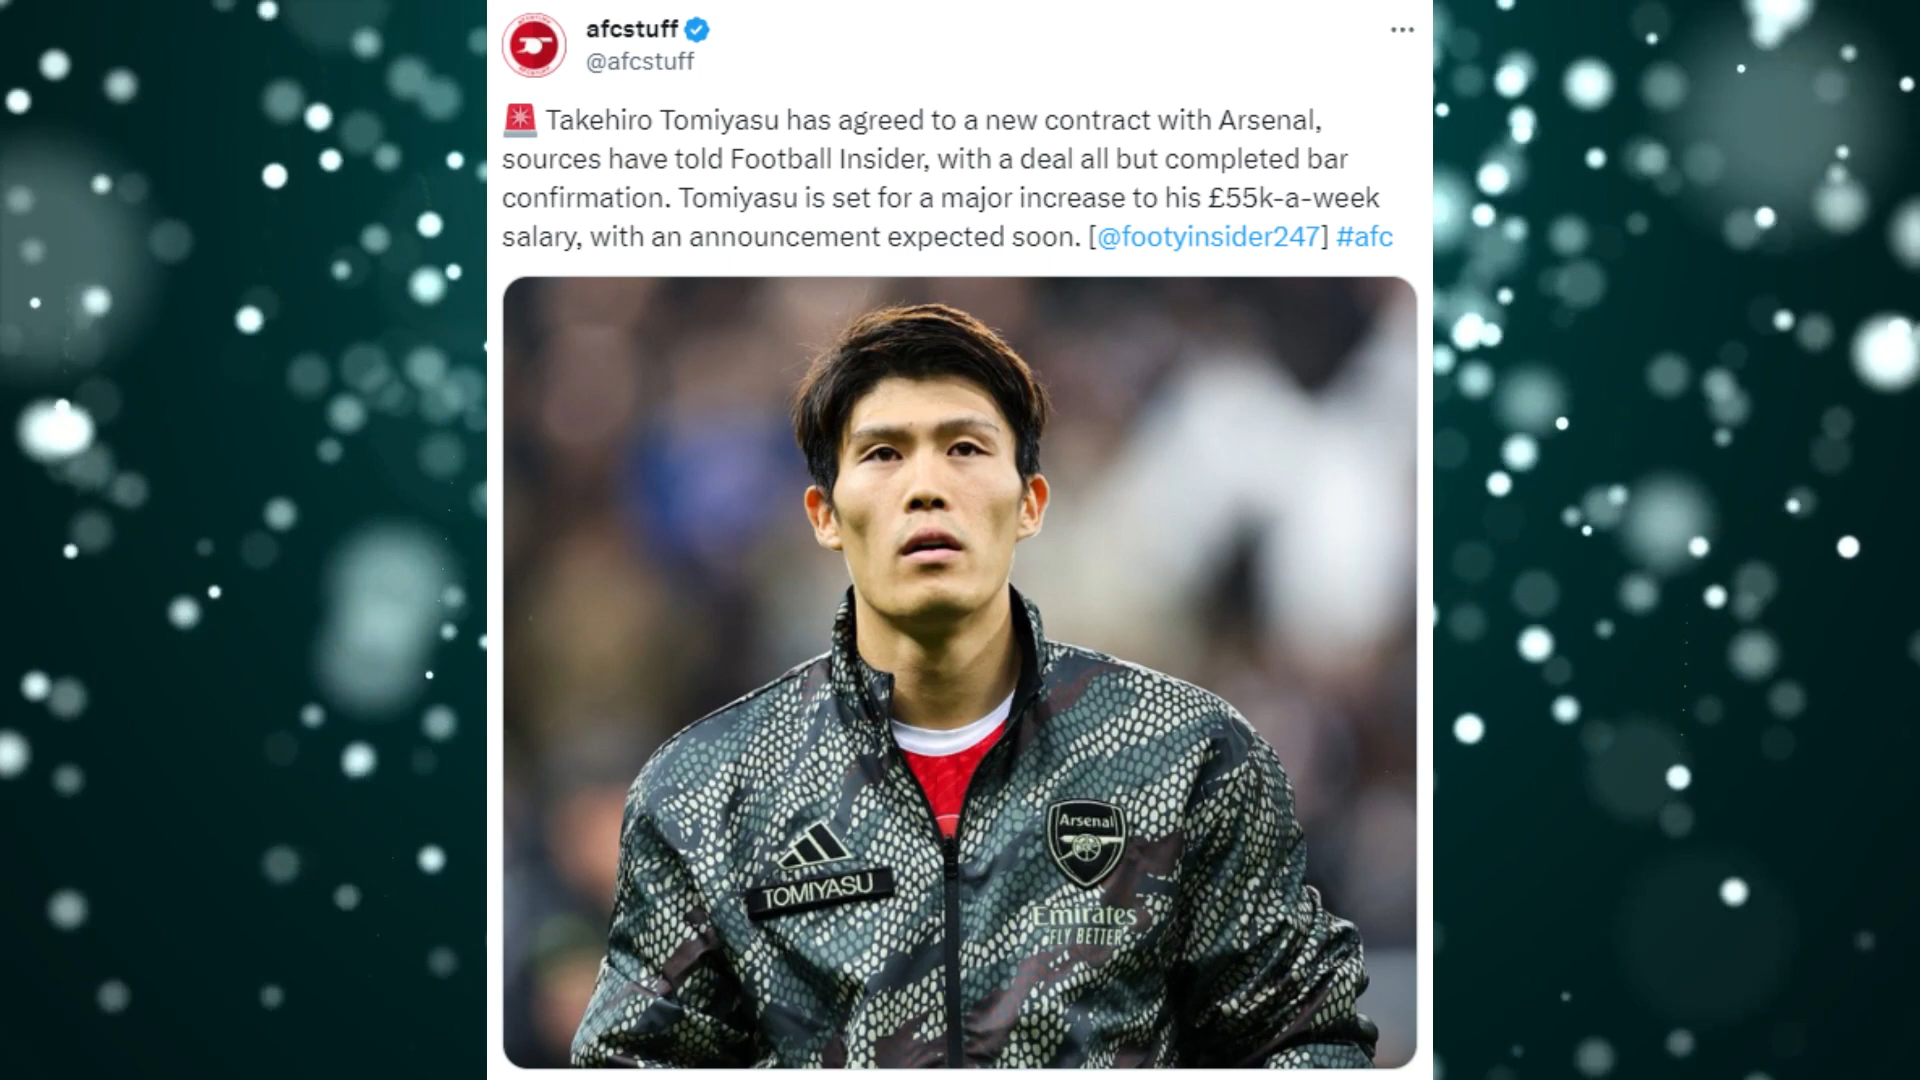 afcstuff
@afcstuff
🚨 Takehiro Tomiyasu has agreed to a new contract with Arsenal,
sources have told Football Insider, with a deal all but completed bar
confirmation. Tomiyasu is set for a major increase to his £55k-a-week
salary, with an announcement expected soon. [@footyinsider247] #afc
Arsenal
TOMIYASU
Emirates
FLY BETTER